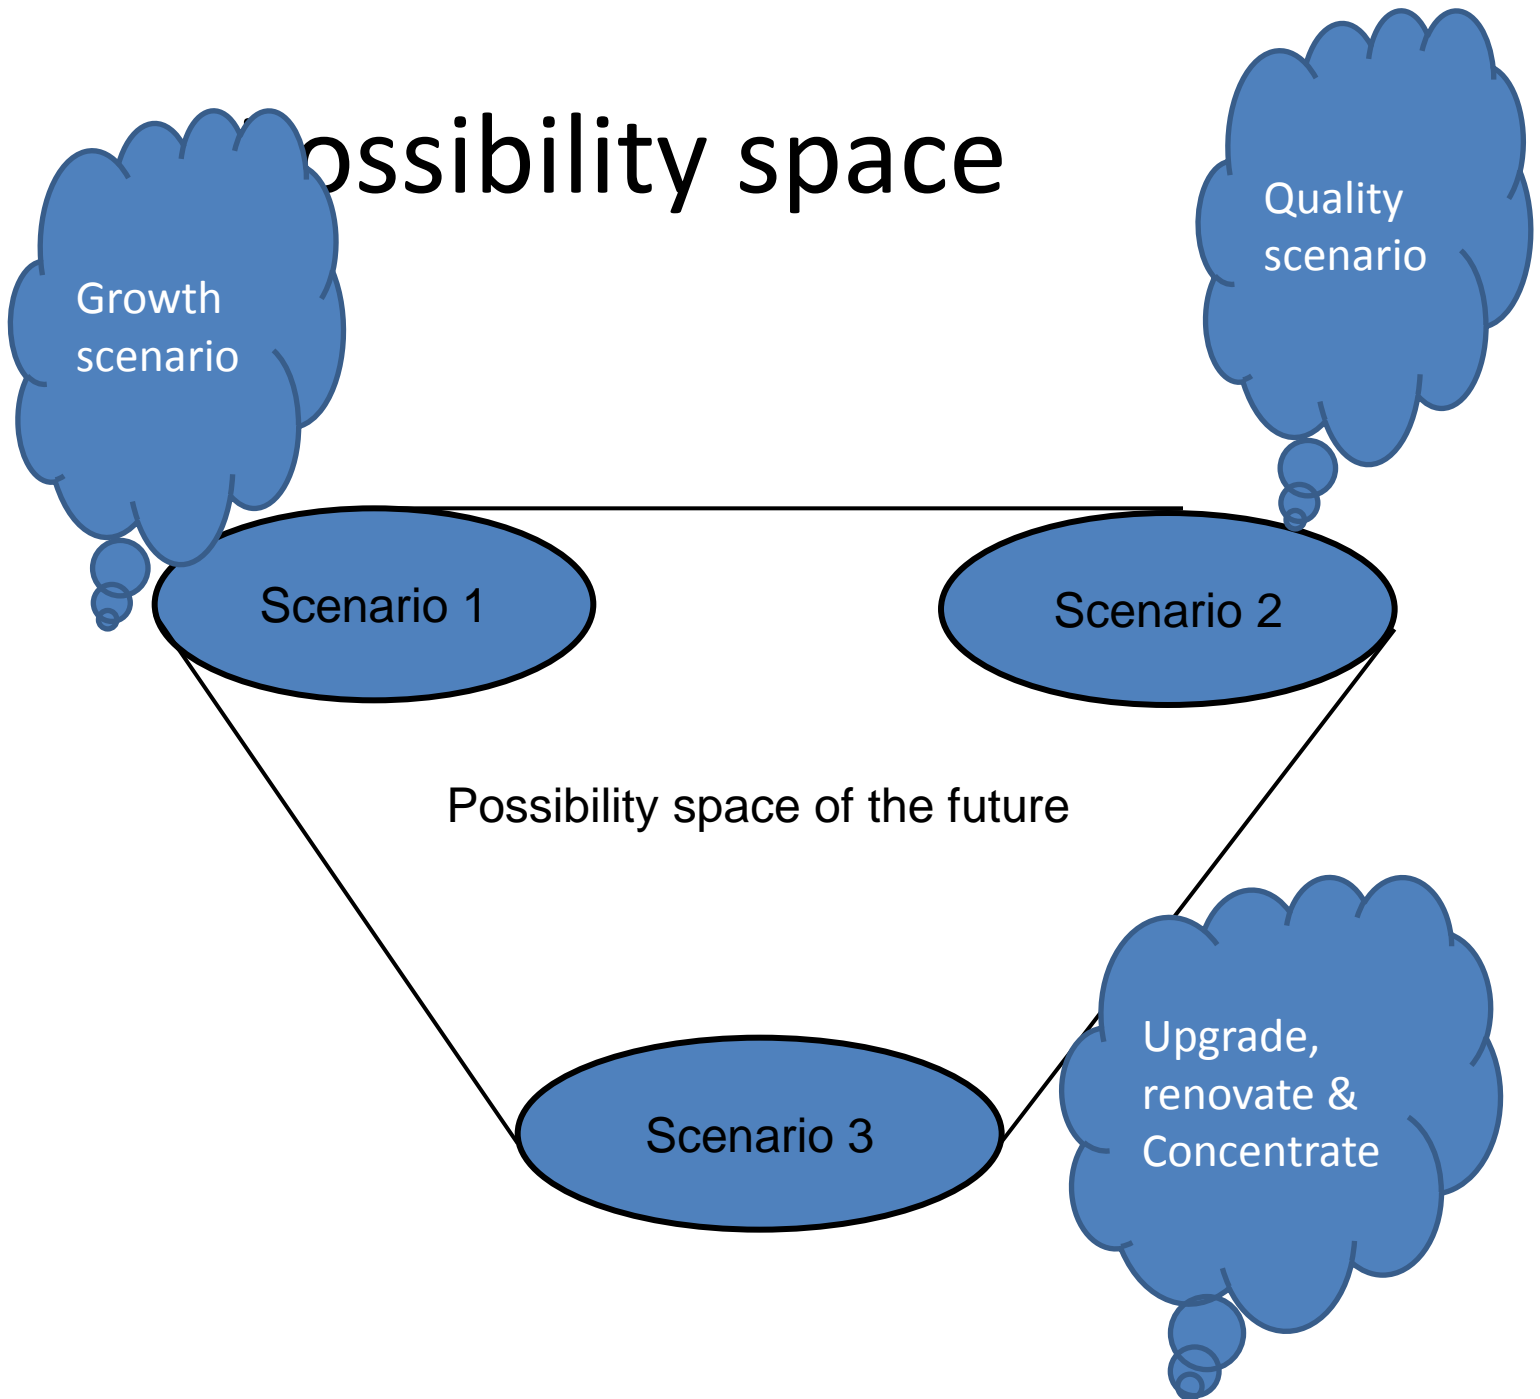 ossibility space
Quality
scenario
Growth
scenario
Scenario 1
Scenario 2
Possibility space of the future
Upgrade,
renovate &
Concentrate
Scenario 3